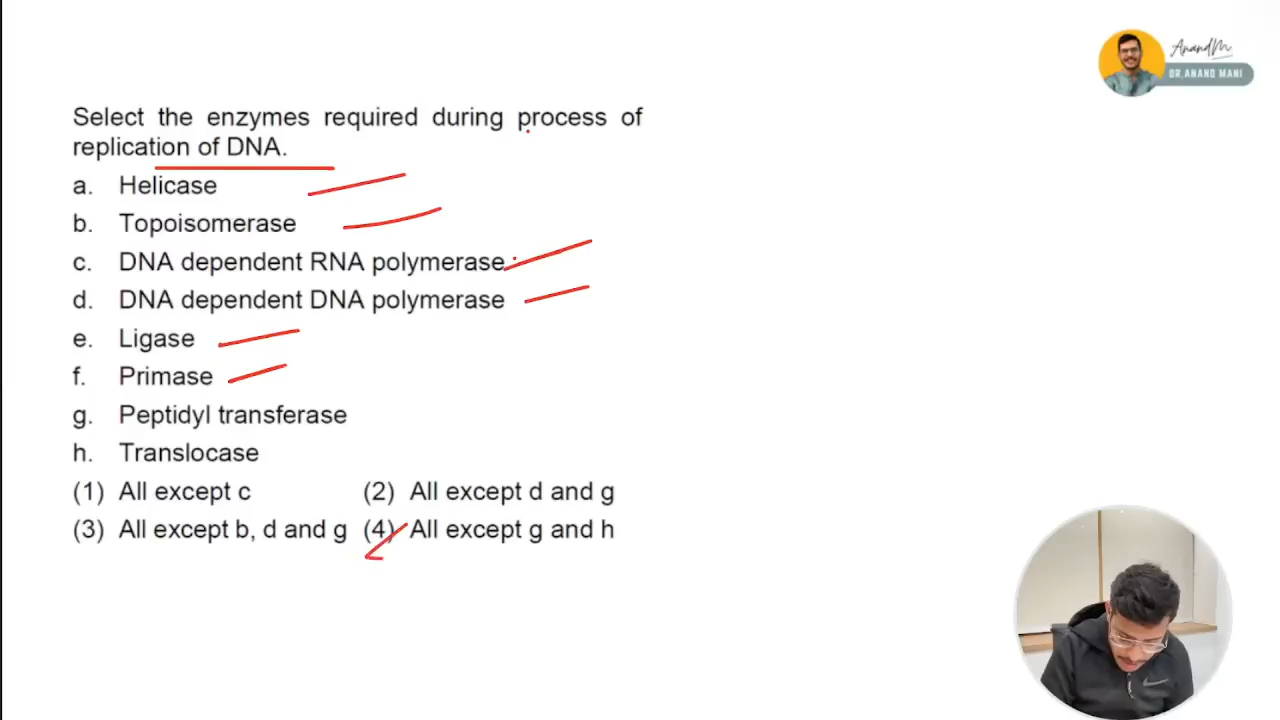 AnandM
DR.ANAND MANI
Select the enzymes required during process of
replication of DNA.
a. Helicase
b. Topoisomerase
c. DNA dependent RNA polymerase
d. DNA dependent DNA polymerase
e. Ligase
f. Primase
g. Peptidyl transferase
h. Translocase
(1) All except c (2) All except d and g
(3) All except b, d and g (4) All except g and h